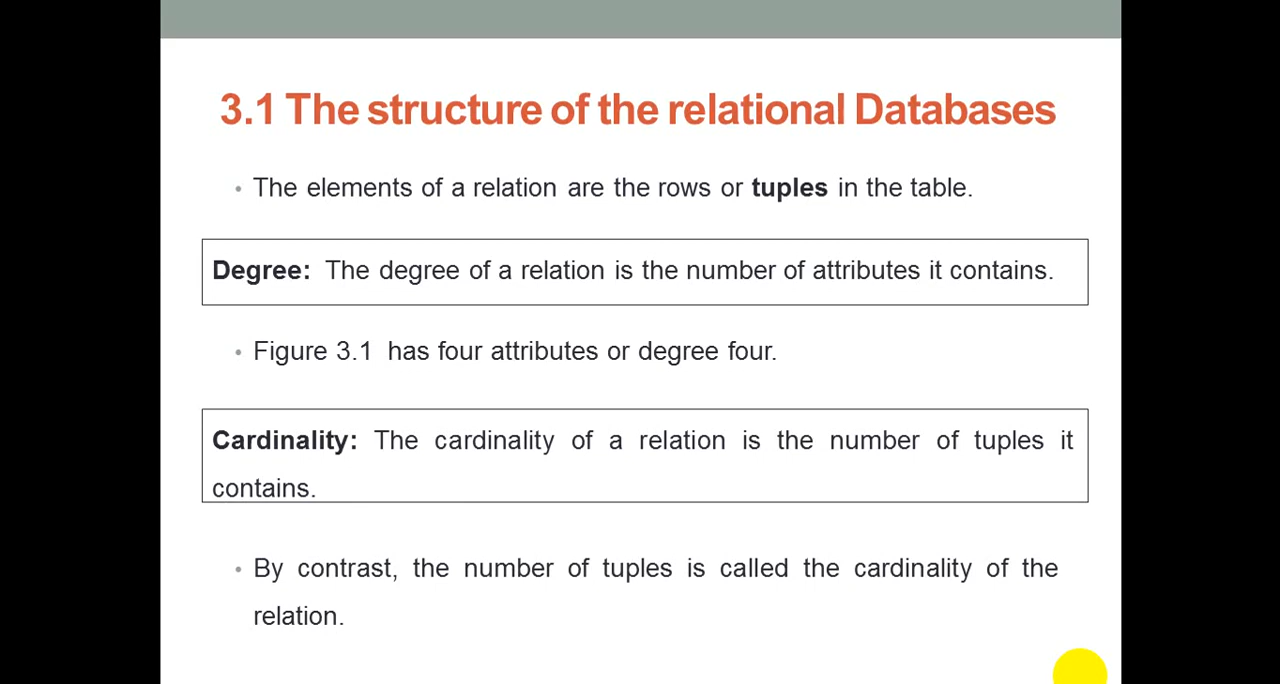 3.1 The structure of the relational Databases
• The elements of a relation are the rows or tuples in the table.
Degree: The degree of a relation is the number of attributes it contains.
• Figure 3.1 has four attributes or degree four.
Cardinality: The cardinality of a relation is the number of tuples it
contains.
• By contrast, the number of tuples is called the cardinality of the
relation.